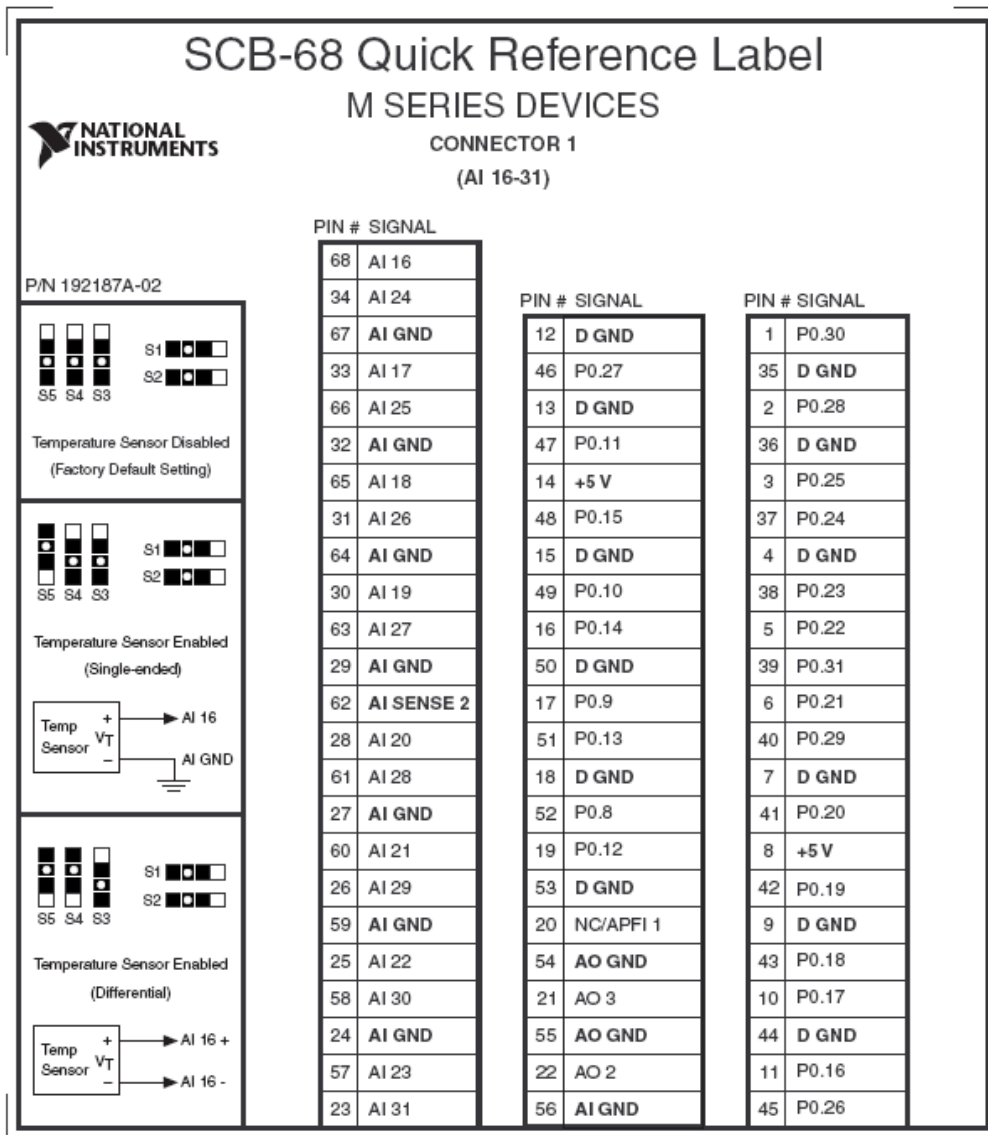 SCB-68 Quick Reference Label
M SERIES DEVICES
NATIONAL
INSTRUMENTS
CONNECTOR 1
(AI 16-31)
P/N 192187A-02
S1
S2
S5 S4 S3
Temperature Sensor Disabled
(Factory Default Setting)
S1
S2
S5 S4 S3
Temperature Sensor Enabled
(Single-ended)
Temp
Sensor
+
VT
–
AI 16
AI GND
S1
S2
S5 S4 S3
Temperature Sensor Enabled
(Differential)
Temp
Sensor
+
VT
–
AI 16 +
AI 16 -
PIN # SIGNAL
68 AI 16
34 AI 24
67 AI GND
33 AI 17
66 AI 25
32 AI GND
65 AI 18
31 AI 26
64 AI GND
30 AI 19
63 AI 27
29 AI GND
62 AI SENSE 2
28 AI 20
61 AI 28
27 AI GND
60 AI 21
26 AI 29
59 AI GND
25 AI 22
58 AI 30
24 AI GND
57 AI 23
23 AI 31
PIN # SIGNAL
12 D GND
46 P0.27
13 D GND
47 P0.11
14 +5 V
48 P0.15
15 D GND
49 P0.10
16 P0.14
50 D GND
17 P0.9
51 P0.13
18 D GND
52 P0.8
19 P0.12
53 D GND
20 NC/APFI 1
54 AO GND
21 AO 3
55 AO GND
22 AO 2
56 AI GND
PIN # SIGNAL
1 P0.30
35 D GND
2 P0.28
36 D GND
3 P0.25
37 P0.24
4 D GND
38 P0.23
5 P0.22
39 P0.31
6 P0.21
40 P0.29
7 D GND
41 P0.20
8 +5 V
42 P0.19
9 D GND
43 P0.18
10 P0.17
44 D GND
11 P0.16
45 P0.26